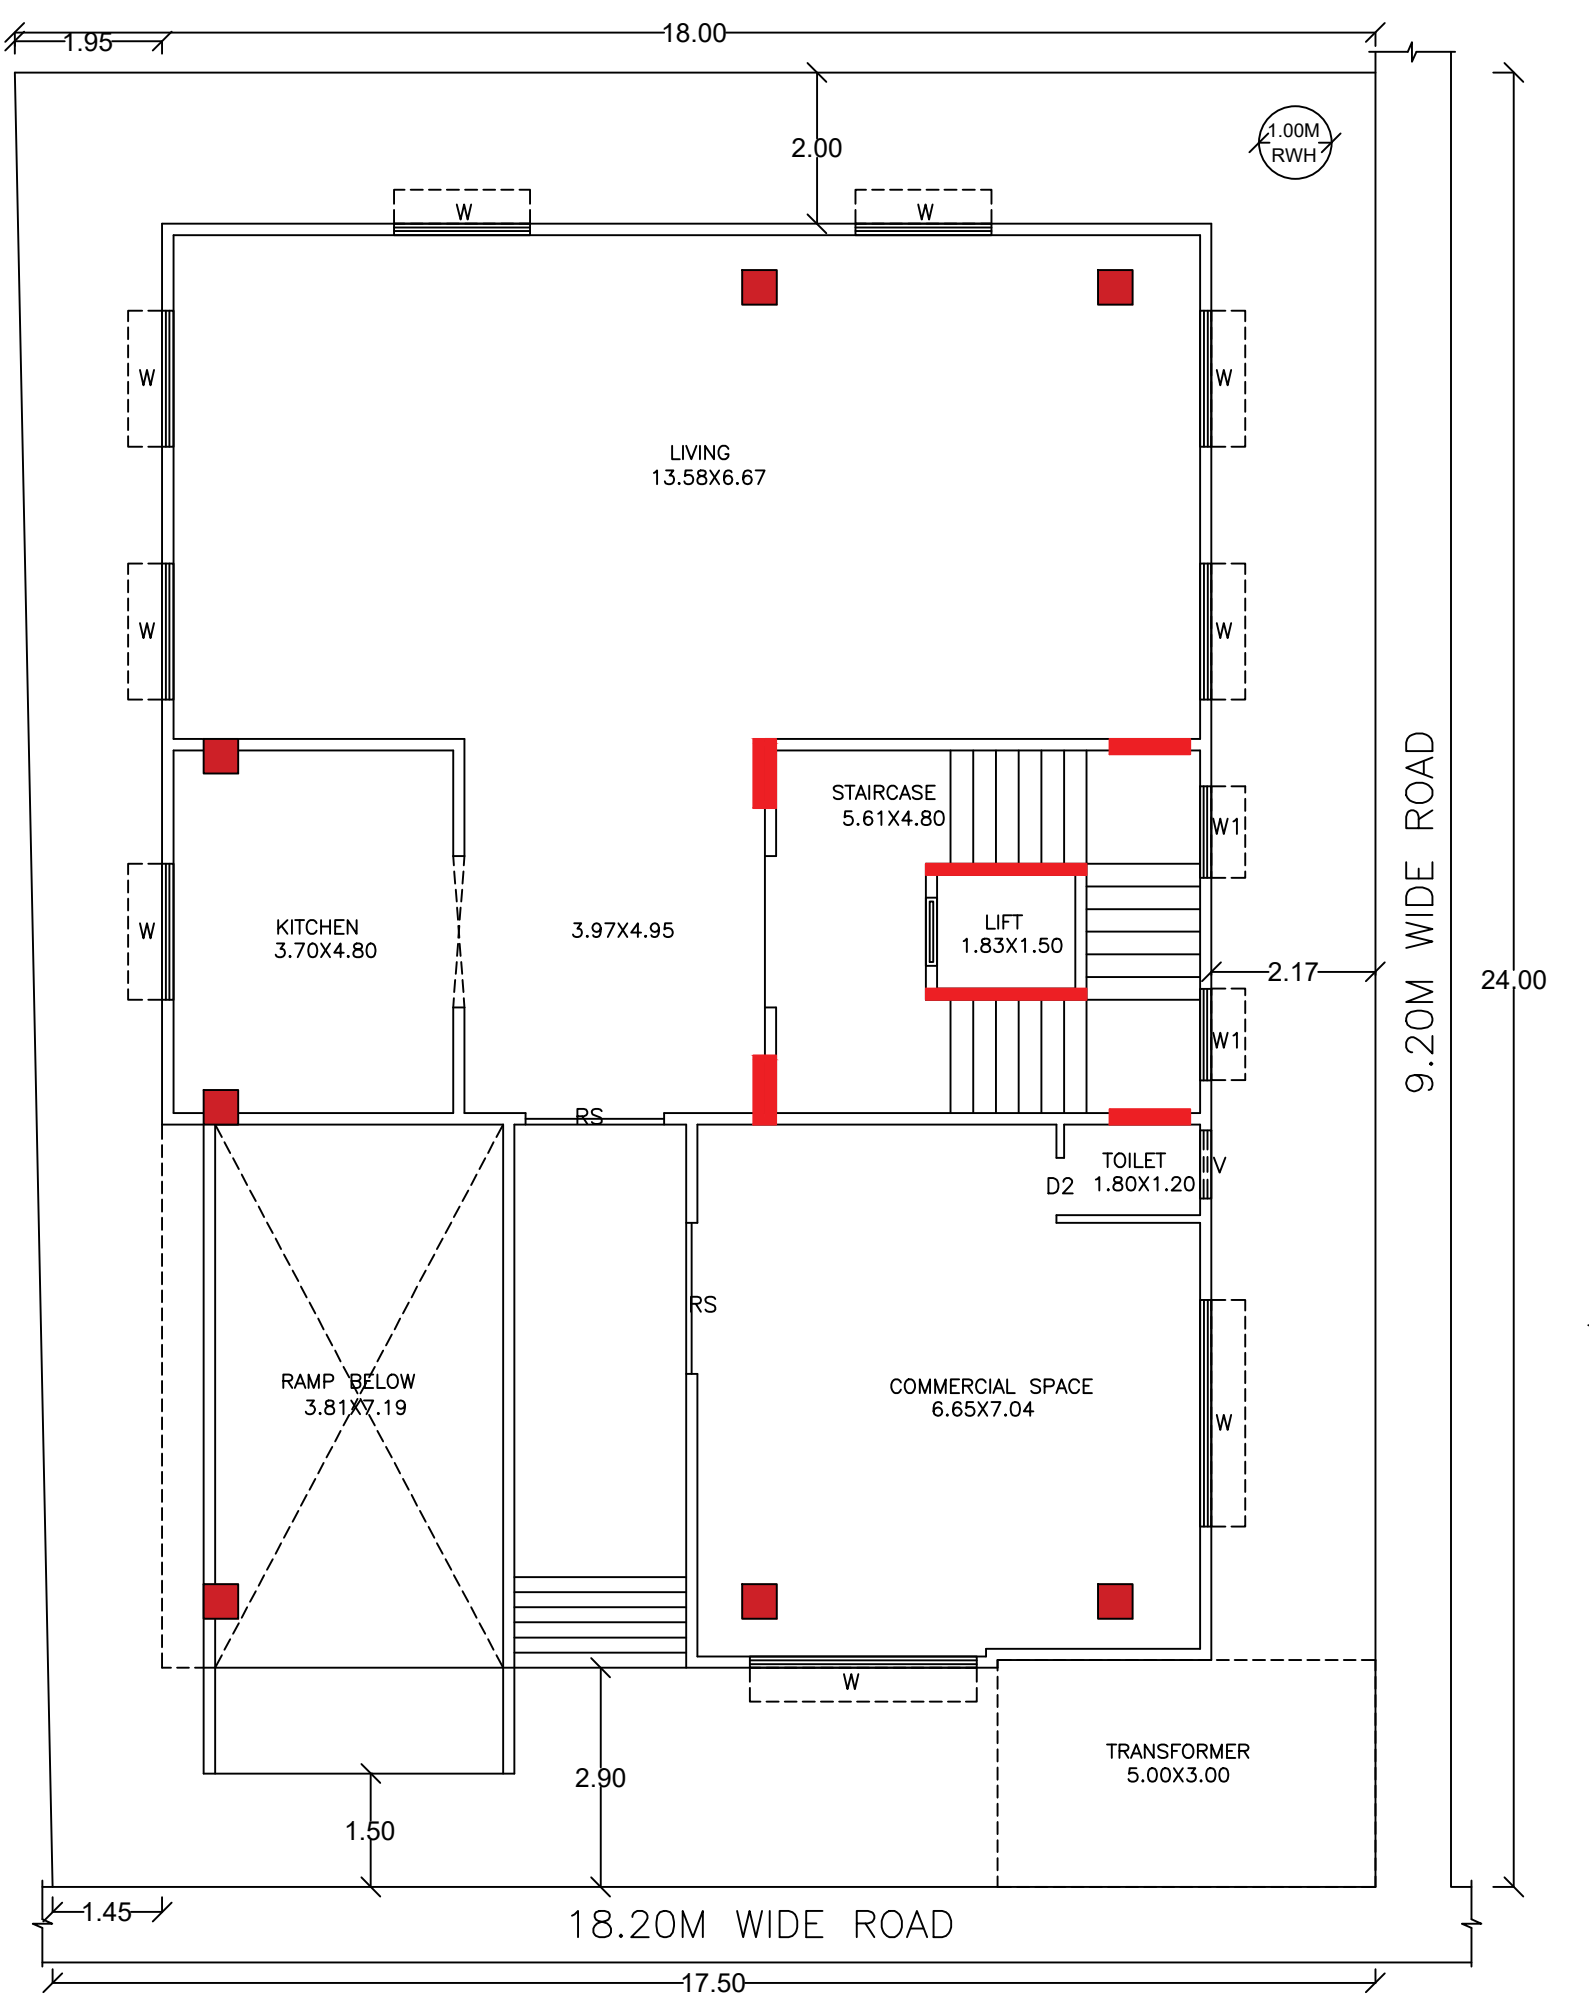 18.00
1.95
2.00
1.00M
RWH
W
W
W
W
LIVING
13.58X6.67
W
W
STAIRCASE
5.61X4.80
W1
KITCHEN
3.70X4.80
W
3.97X4.95
LIFT
1.83X1.50
2.17
24.00
9.20M WIDE ROAD
W1
RS
TOILET
1.80X1.20
D2
V
RS
RAMP BELOW
3.81X7.19
COMMERCIAL SPACE
6.65X7.04
W
W
TRANSFORMER
5.00X3.00
2.90
1.50
1.45
18.20M WIDE ROAD
17.50